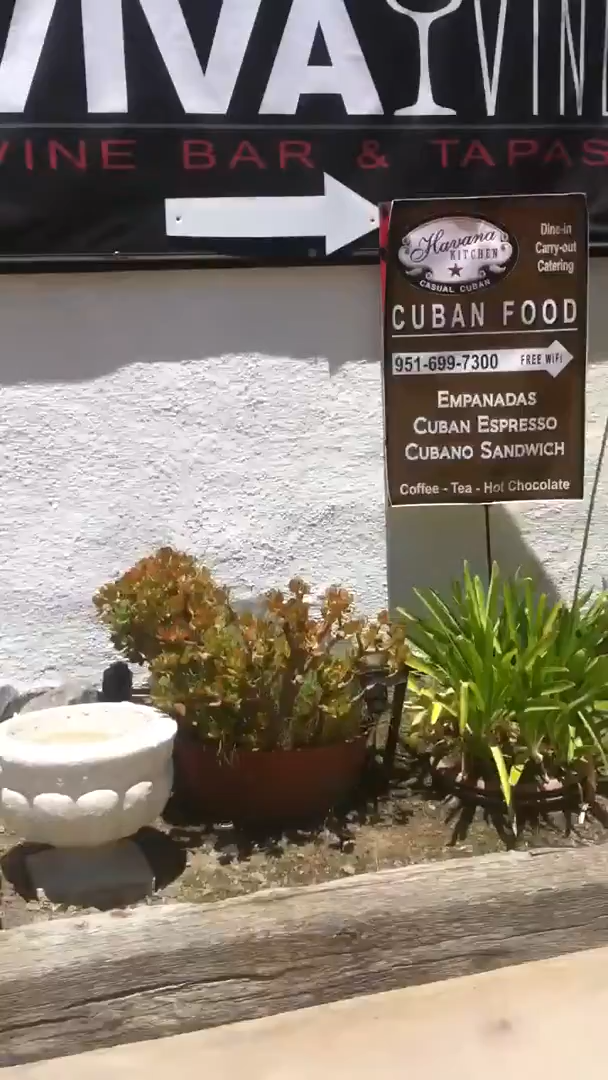 VIVA VIN
WINE BAR & TAPAS
Havana
KITCHEN
CASUAL CUBAN
Dine-in
Carry-out
Catering
CUBAN FOOD
951-699-7300 FREE WIFI
EMPANADAS
CUBAN ESPRESSO
CUBANO SANDWICH
Coffee - Tea - Hot Chocolate